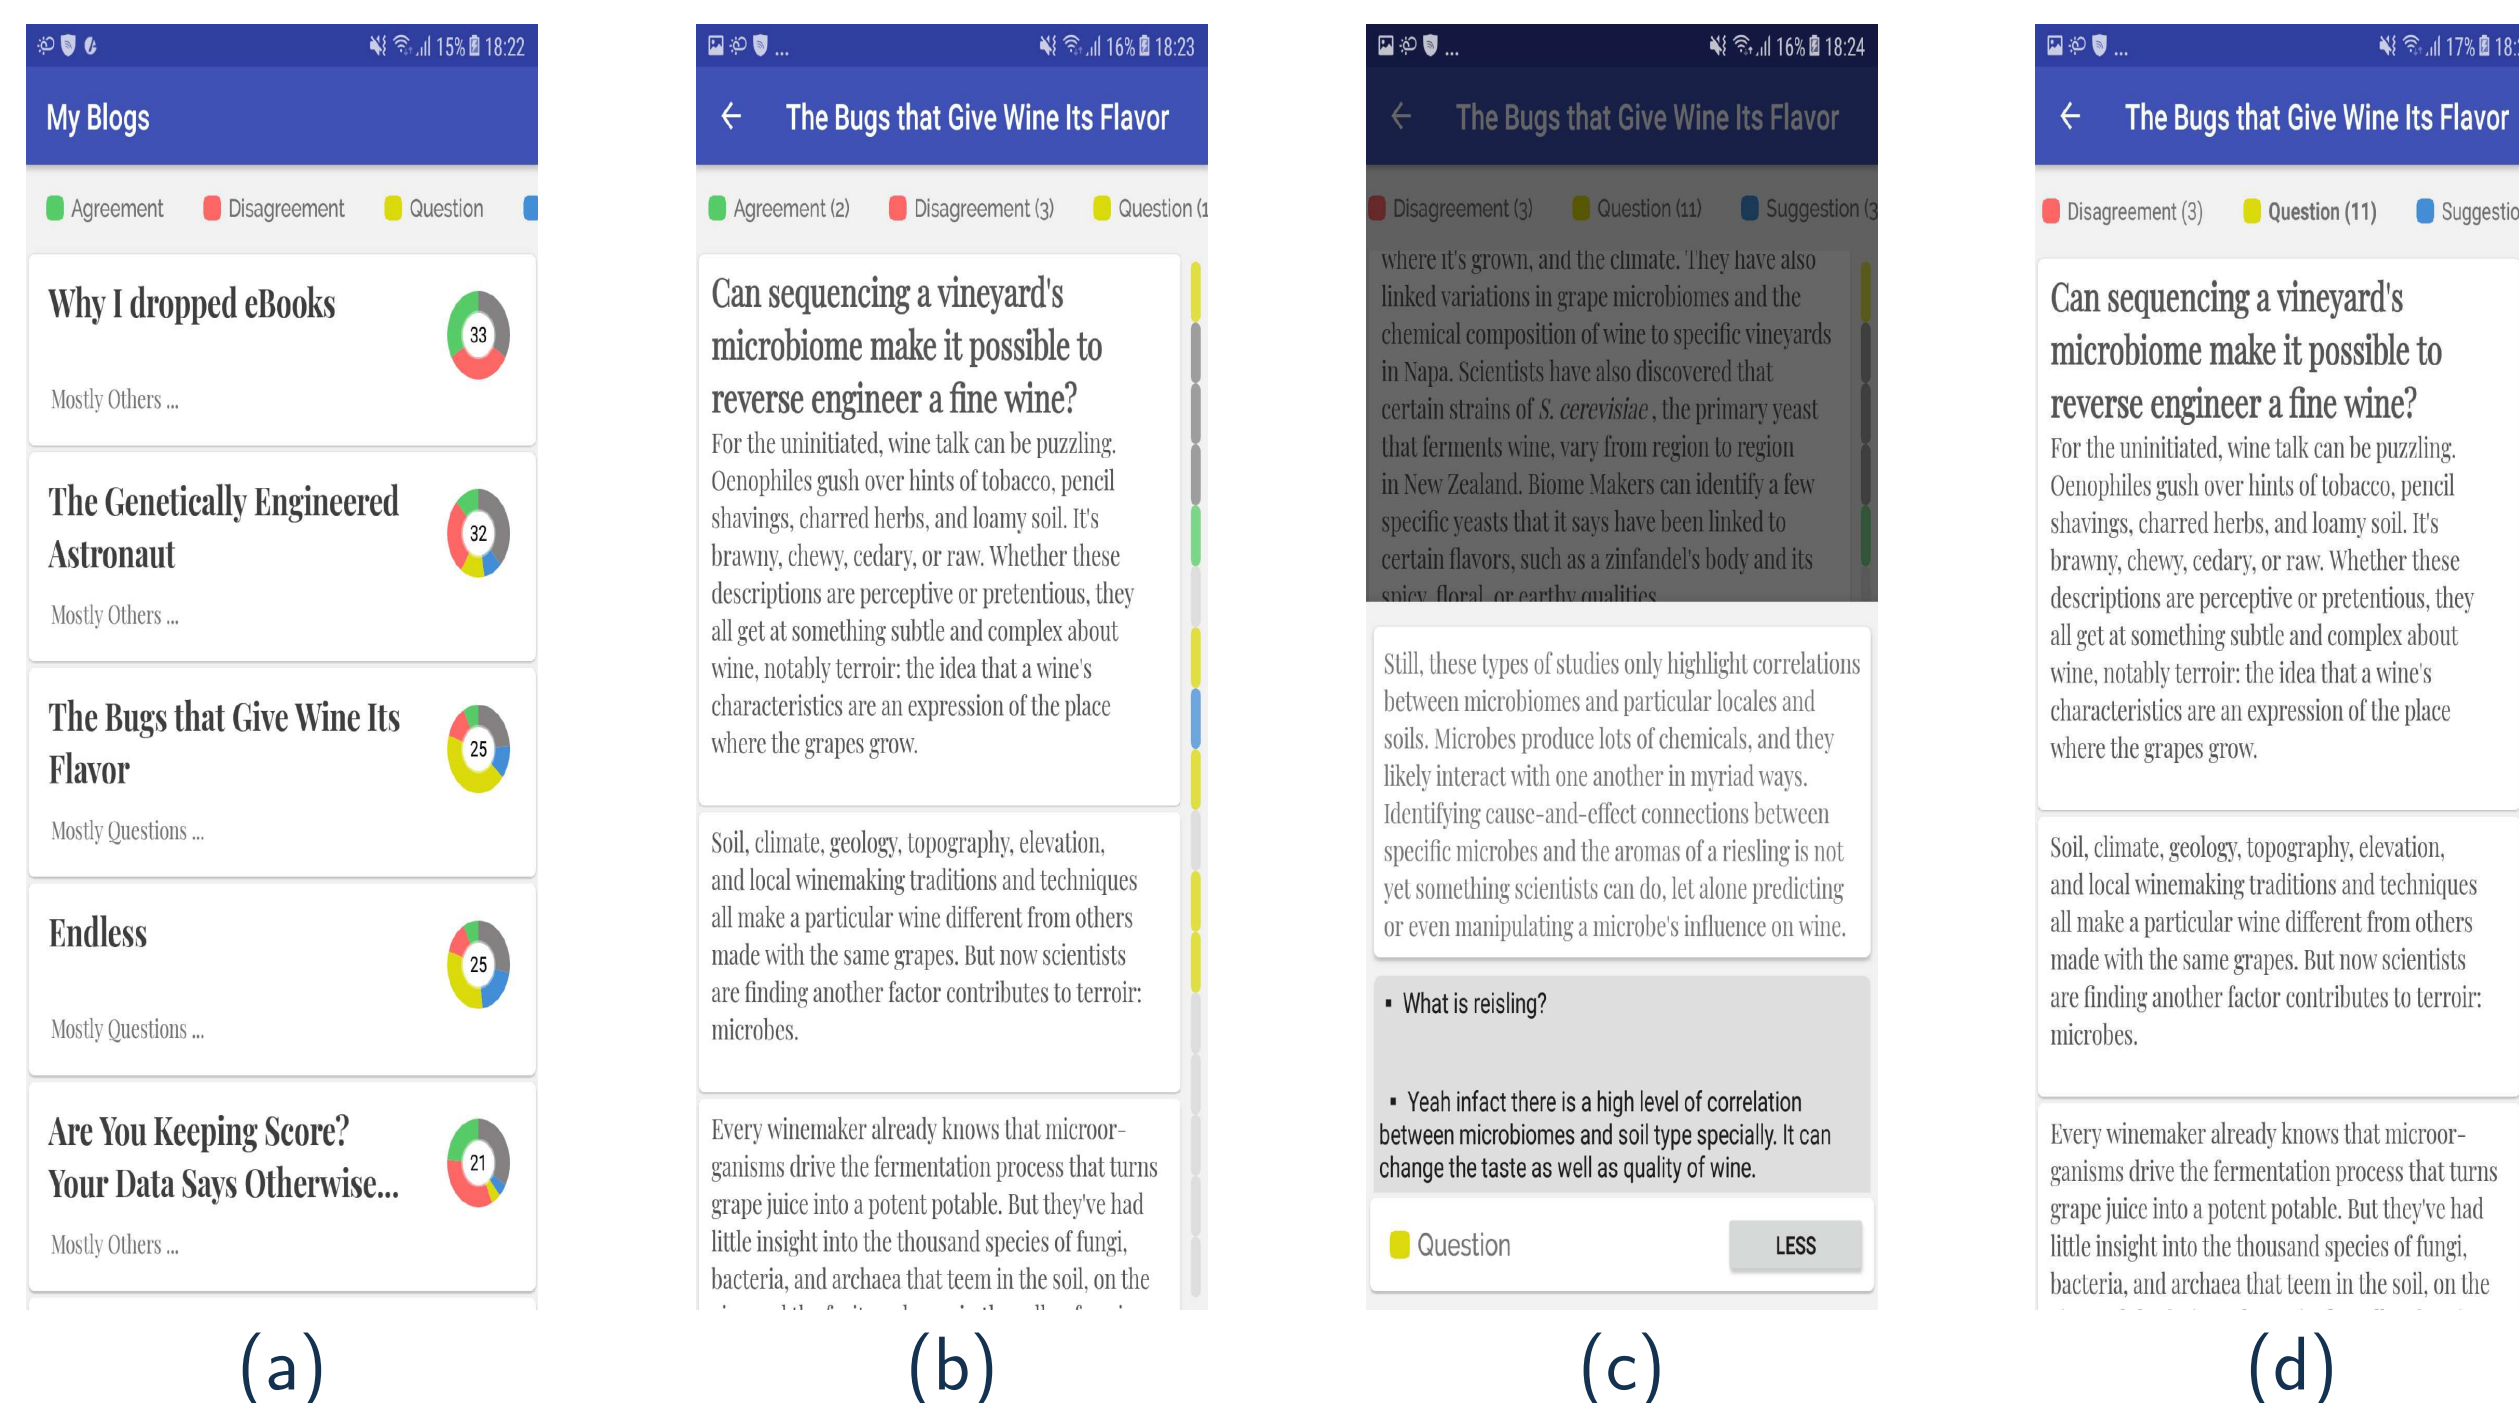 15% 18:22
My Blogs
Agreement Disagreement Question
Why I dropped eBooks
33
Mostly Others ...
The Genetically Engineered
Astronaut
32
Mostly Others ...
The Bugs that Give Wine Its
Flavor
25
Mostly Questions ...
Endless
25
Mostly Questions ...
Are You Keeping Score?
Your Data Says Otherwise...
21
Mostly Others ...
(a)
... 16% 18:23
The Bugs that Give Wine Its Flavor
Agreement (2) Disagreement (3) Question (1
Can sequencing a vineyard's
microbiome make it possible to
reverse engineer a fine wine?
For the uninitiated, wine talk can be puzzling.
Oenophiles gush over hints of tobacco, pencil
shavings, charred herbs, and loamy soil. It's
brawny, chewy, cedary, or raw. Whether these
descriptions are perceptive or pretentious, they
all get at something subtle and complex about
wine, notably terroir: the idea that a wine's
characteristics are an expression of the place
where the grapes grow.
Soil, climate, geology, topography, elevation,
and local winemaking traditions and techniques
all make a particular wine different from others
made with the same grapes. But now scientists
are finding another factor contributes to terroir:
microbes.
Every winemaker already knows that microor-
ganisms drive the fermentation process that turns
grape juice into a potent potable. But they've had
little insight into the thousand species of fungi,
bacteria, and archaea that teem in the soil, on the
(b)
... 16% 18:24
The Bugs that Give Wine Its Flavor
Disagreement (3) Question (11) Suggestion (3
where it's grown, and the climate. They have also
linked variations in grape microbiomes and the
chemical composition of wine to specific vineyards
in Napa. Scientists have also discovered that
certain strains of S. cerevisiae, the primary yeast
that ferments wine, vary from region to region
in New Zealand. Biome Makers can identify a few
specific yeasts that it says have been linked to
certain flavors, such as a zinfandel's body and its
spicy, floral, or earthy qualities.
Still, these types of studies only highlight correlations
between microbiomes and particular locales and
soils. Microbes produce lots of chemicals, and they
likely interact with one another in myriad ways.
Identifying cause-and-effect connections between
specific microbes and the aromas of a riesling is not
yet something scientists can do, let alone predicting
or even manipulating a microbe's influence on wine.
▪ What is reisling?
▪ Yeah infact there is a high level of correlation
between microbiomes and soil type specially. It can
change the taste as well as quality of wine.
Question LESS
(c)
... 17% 18:
The Bugs that Give Wine Its Flavor
Disagreement (3) Question (11) Suggestio
Can sequencing a vineyard's
microbiome make it possible to
reverse engineer a fine wine?
For the uninitiated, wine talk can be puzzling.
Oenophiles gush over hints of tobacco, pencil
shavings, charred herbs, and loamy soil. It's
brawny, chewy, cedary, or raw. Whether these
descriptions are perceptive or pretentious, they
all get at something subtle and complex about
wine, notably terroir: the idea that a wine's
characteristics are an expression of the place
where the grapes grow.
Soil, climate, geology, topography, elevation,
and local winemaking traditions and techniques
all make a particular wine different from others
made with the same grapes. But now scientists
are finding another factor contributes to terroir:
microbes.
Every winemaker already knows that microor-
ganisms drive the fermentation process that turns
grape juice into a potent potable. But they've had
little insight into the thousand species of fungi,
bacteria, and archaea that teem in the soil, on the
(d)